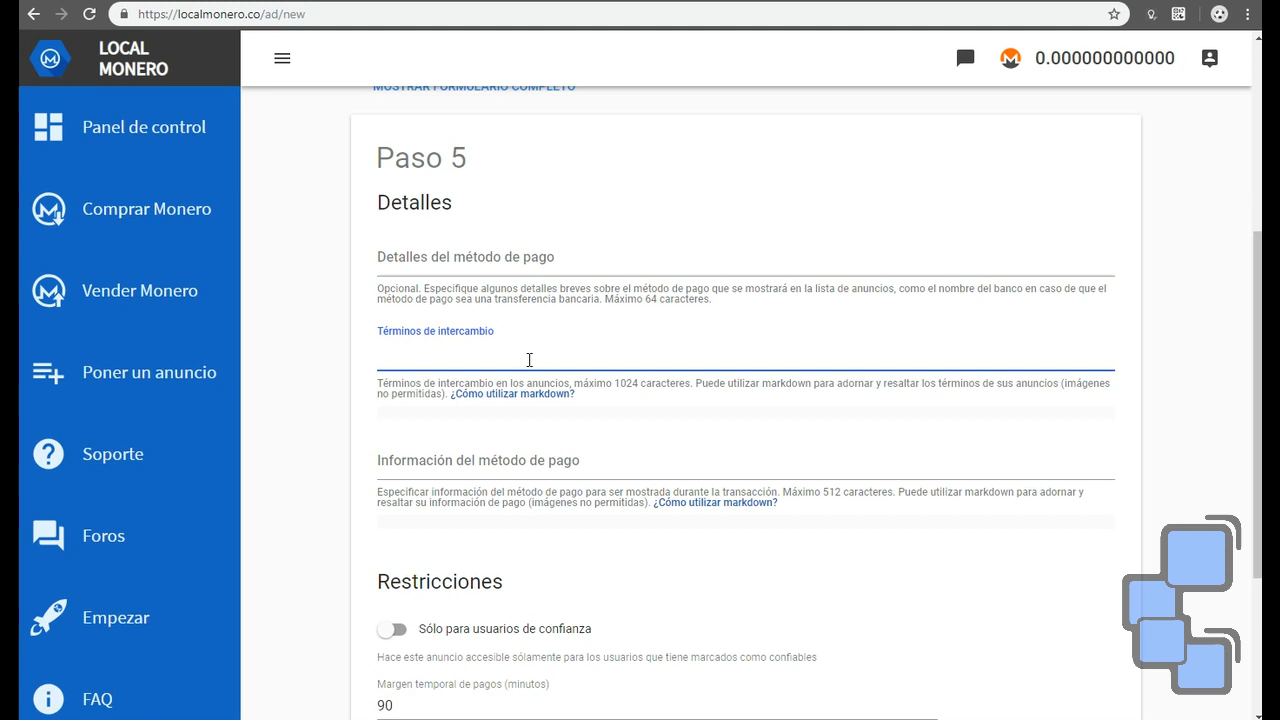 https://localmonero.co/ad/new
LOCAL
MONERO
0.000000000000
Panel de control
Comprar Monero
Vender Monero
Poner un anuncio
Soporte
Foros
Empezar
FAQ
MOSTRAR FORMULARIO COMPLETO
Paso 5
Detalles
Detalles del método de pago
Opcional. Especifique algunos detalles breves sobre el método de pago que se mostrará en la lista de anuncios, como el nombre del banco en caso de que el
método de pago sea una transferencia bancaria. Máximo 64 caracteres.
Términos de intercambio
Términos de intercambio en los anuncios, máximo 1024 caracteres. Puede utilizar markdown para adornar y resaltar los términos de sus anuncios (imágenes
no permitidas). ¿Cómo utilizar markdown?
Información del método de pago
Especificar información del método de pago para ser mostrada durante la transacción. Máximo 512 caracteres. Puede utilizar markdown para adornar y
resaltar su información de pago (imágenes no permitidas). ¿Cómo utilizar markdown?
Restricciones
Sólo para usuarios de confianza
Hace este anuncio accesible sólamente para los usuarios que tiene marcados como confiables
Margen temporal de pagos (minutos)
90